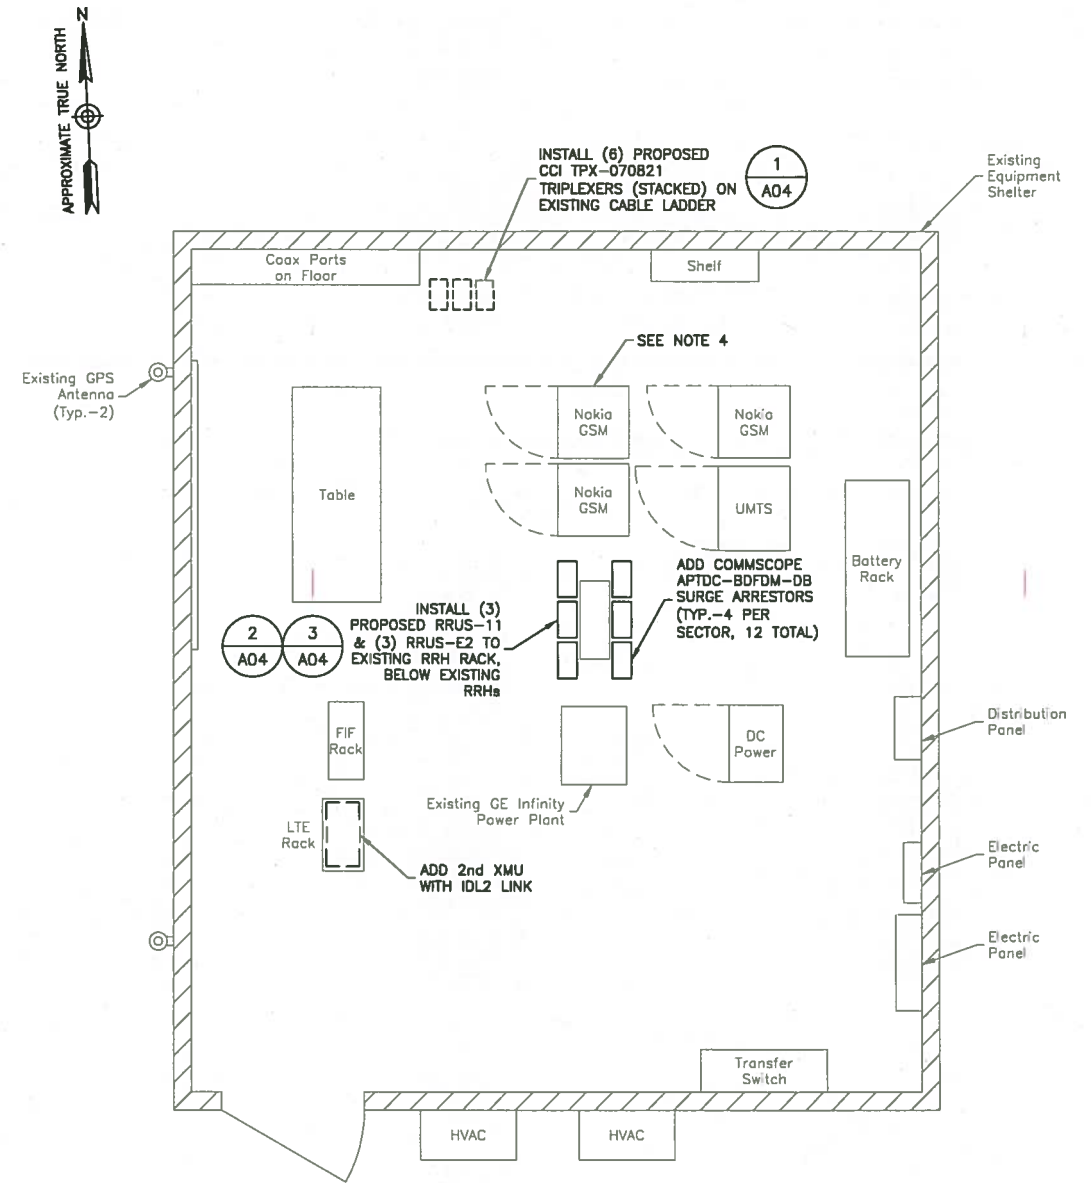 N
APPROXIMATE TRUE NORTH
INSTALL (6) PROPOSED
CCI TPX-070821
TRIPLEXERS (STACKED) ON
EXISTING CABLE LADDER
1
A04
Existing
Equipment
Shelter
Coax Ports
on Floor
Shelf
SEE NOTE 4
Existing GPS
Antenna
(Typ.-2)
Nokia
GSM
Nokia
GSM
Table
Nokia
GSM
UMTS
Battery
Rack
ADD COMMSCOPE
APTDC-BDFDM-DB
SURGE ARRESTORS
(TYP.-4 PER
SECTOR, 12 TOTAL)
2
A04
3
A04
INSTALL (3)
PROPOSED RRUS-11
& (3) RRUS-E2 TO
EXISTING RRH RACK,
BELOW EXISTING
RRHs
FIF
Rack
DC
Power
Distribution
Panel
Existing GE Infinity
Power Plant
LTE
Rack
ADD 2nd XMU
WITH IDL2 LINK
Electric
Panel
Electric
Panel
Transfer
Switch
HVAC
HVAC